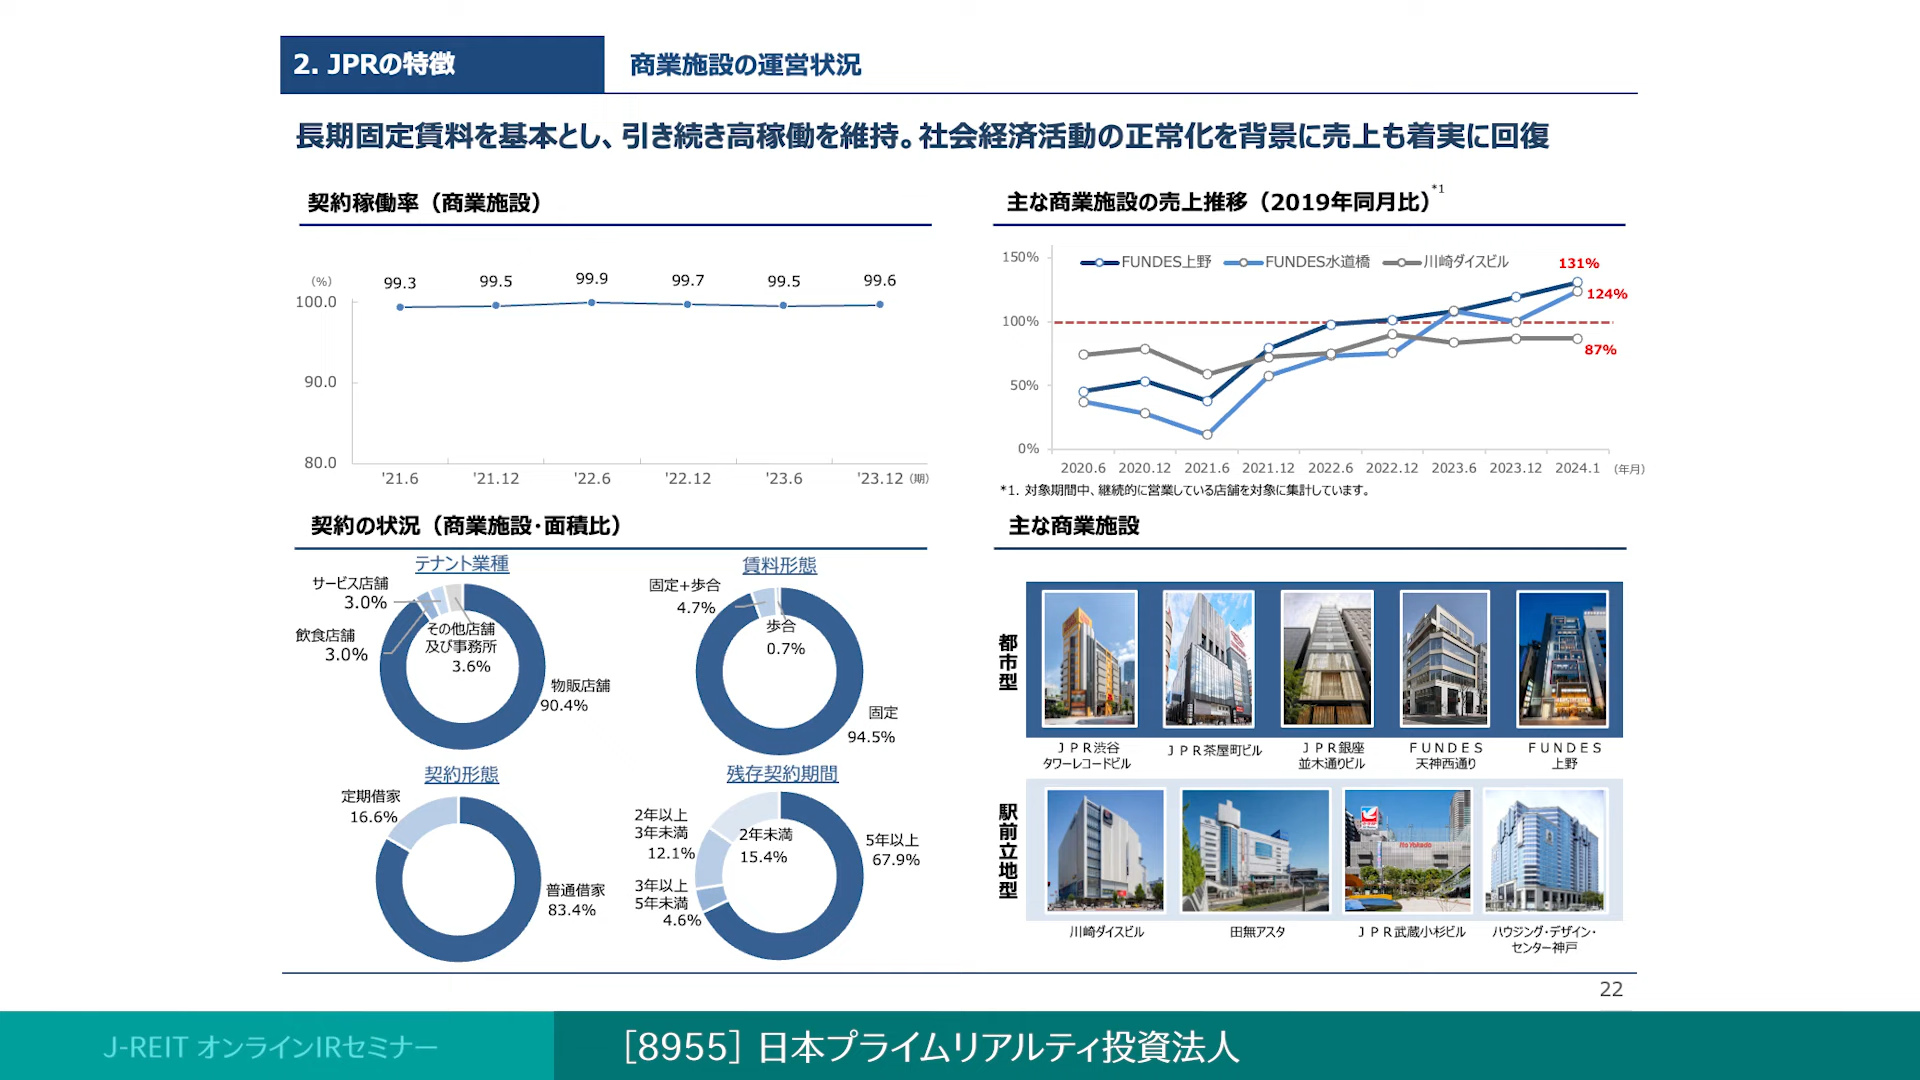 2. JPRの特徴
商業施設の運営状況
長期固定賃料を基本とし、引き続き高稼働を維持。社会経済活動の正常化を背景に売上も着実に回復
契約稼働率（商業施設）
(%)
100.0
90.0
80.0
99.3
99.5
99.9
99.7
99.5
99.6
'21.6
'21.12
'22.6
'22.12
'23.6
'23.12
(期)
主な商業施設の売上推移（2019年同月比）*1
150%
100%
50%
0%
FUNDES上野
FUNDES水道橋
川崎ダイスビル
131%
124%
87%
2020.6
2020.12
2021.6
2021.12
2022.6
2022.12
2023.6
2023.12
2024.1
(年月)
*1. 対象期間中、継続的に営業している店舗を対象に集計しています。
契約の状況（商業施設・面積比）
テナント業種
サービス店舗
3.0%
飲食店舗
3.0%
その他店舗
及び事務所
3.6%
物販店舗
90.4%
賃料形態
固定+歩合
4.7%
歩合
0.7%
固定
94.5%
契約形態
定期借家
16.6%
普通借家
83.4%
残存契約期間
2年以上
3年未満
12.1%
2年未満
15.4%
3年以上
5年未満
4.6%
5年以上
67.9%
主な商業施設
都市型
JPR渋谷
タワーレコードビル
JPR茶屋町ビル
JPR銀座
並木通りビル
FUNDES
天神西通り
FUNDES
上野
駅前立地型
川崎ダイスビル
田無アスタ
JPR武蔵小杉ビル
ハウジング・デザイン・
センター神戸
22
J-REIT オンラインIRセミナー
［8955］日本プライムリアルティ投資法人